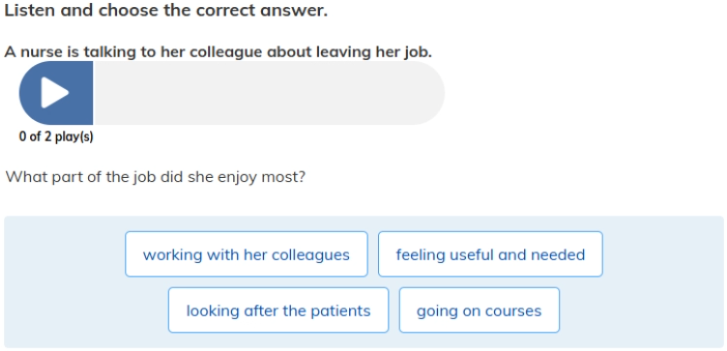 Listen and choose the correct answer.
A nurse is talking to her colleague about leaving her job.
0 of 2 play(s)
What part of the job did she enjoy most?
working with her colleagues
feeling useful and needed
looking after the patients
going on courses